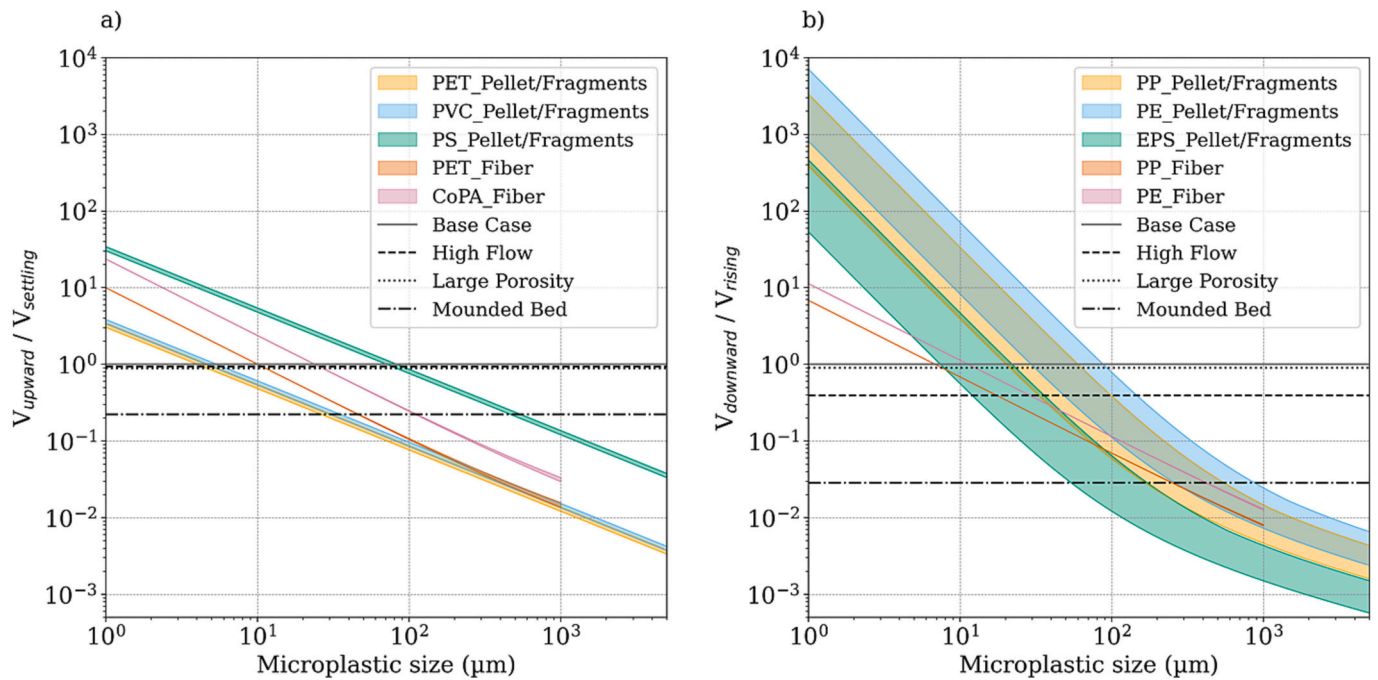 a)
V_upward / V_settling
10^4
10^3
10^2
10^1
10^0
10^-1
10^-2
10^-3
PET_Pellet/Fragments
PVC_Pellet/Fragments
PS_Pellet/Fragments
PET_Fiber
CoPA_Fiber
Base Case
High Flow
Large Porosity
Mounded Bed
10^0
10^1
10^2
10^3
Microplastic size (µm)
b)
V_downward / V_rising
10^4
10^3
10^2
10^1
10^0
10^-1
10^-2
10^-3
PP_Pellet/Fragments
PE_Pellet/Fragments
EPS_Pellet/Fragments
PP_Fiber
PE_Fiber
Base Case
High Flow
Large Porosity
Mounded Bed
10^0
10^1
10^2
10^3
Microplastic size (µm)